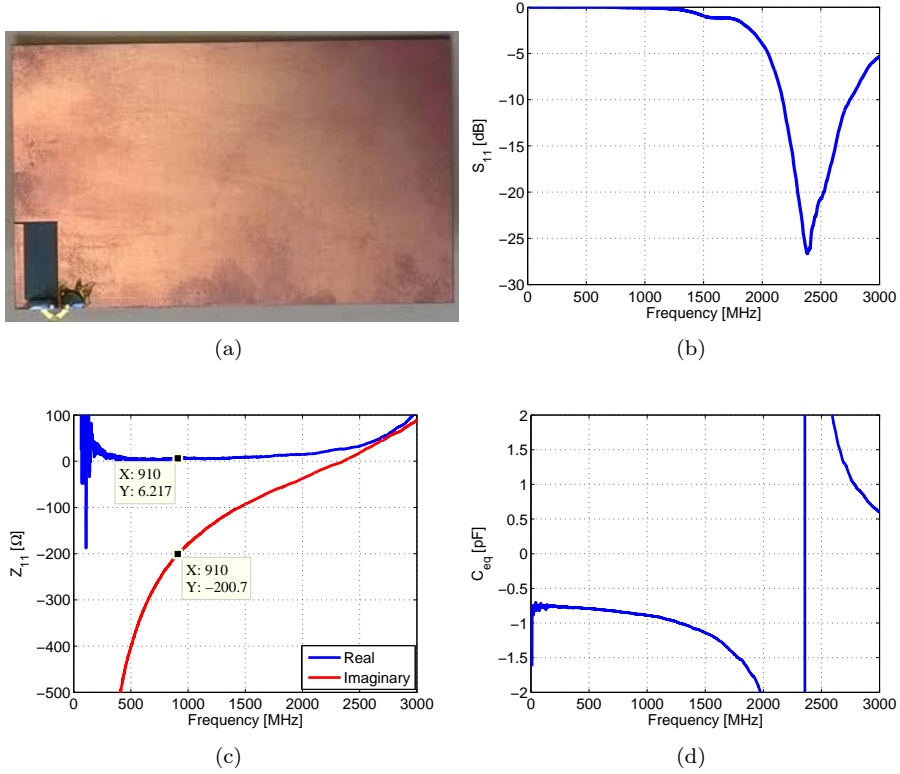 (a)
0
−5
−10
−15
−20
−25
−30
S11 [dB]
0 500 1000 1500 2000 2500 3000
Frequency [MHz]
(b)
100
0
−100
−200
−300
−400
−500
Z11 [Ω]
X: 910
Y: 6.217
X: 910
Y: −200.7
Real
Imaginary
0 500 1000 1500 2000 2500 3000
Frequency [MHz]
(c)
2
1.5
1
0.5
0
−0.5
−1
−1.5
−2
Ceq [pF]
0 500 1000 1500 2000 2500 3000
Frequency [MHz]
(d)